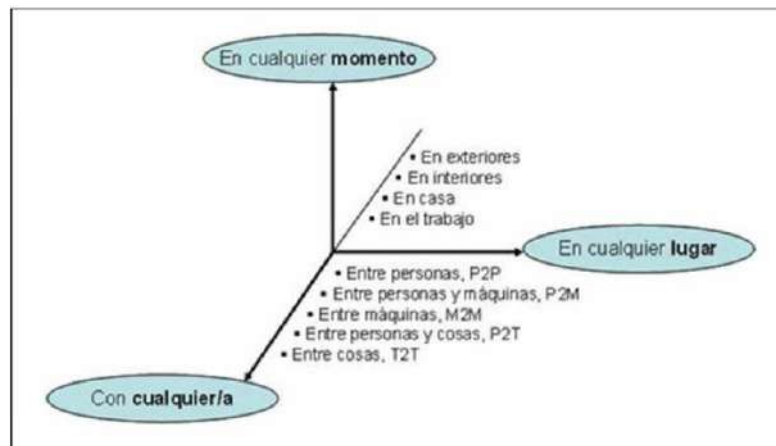 En cualquier momento
▪ En exteriores
▪ En interiores
▪ En casa
▪ En el trabajo
En cualquier lugar
▪ Entre personas, P2P
▪ Entre personas y máquinas, P2M
▪ Entre máquinas, M2M
▪ Entre personas y cosas, P2T
▪ Entre cosas, T2T
Con cualquier/a